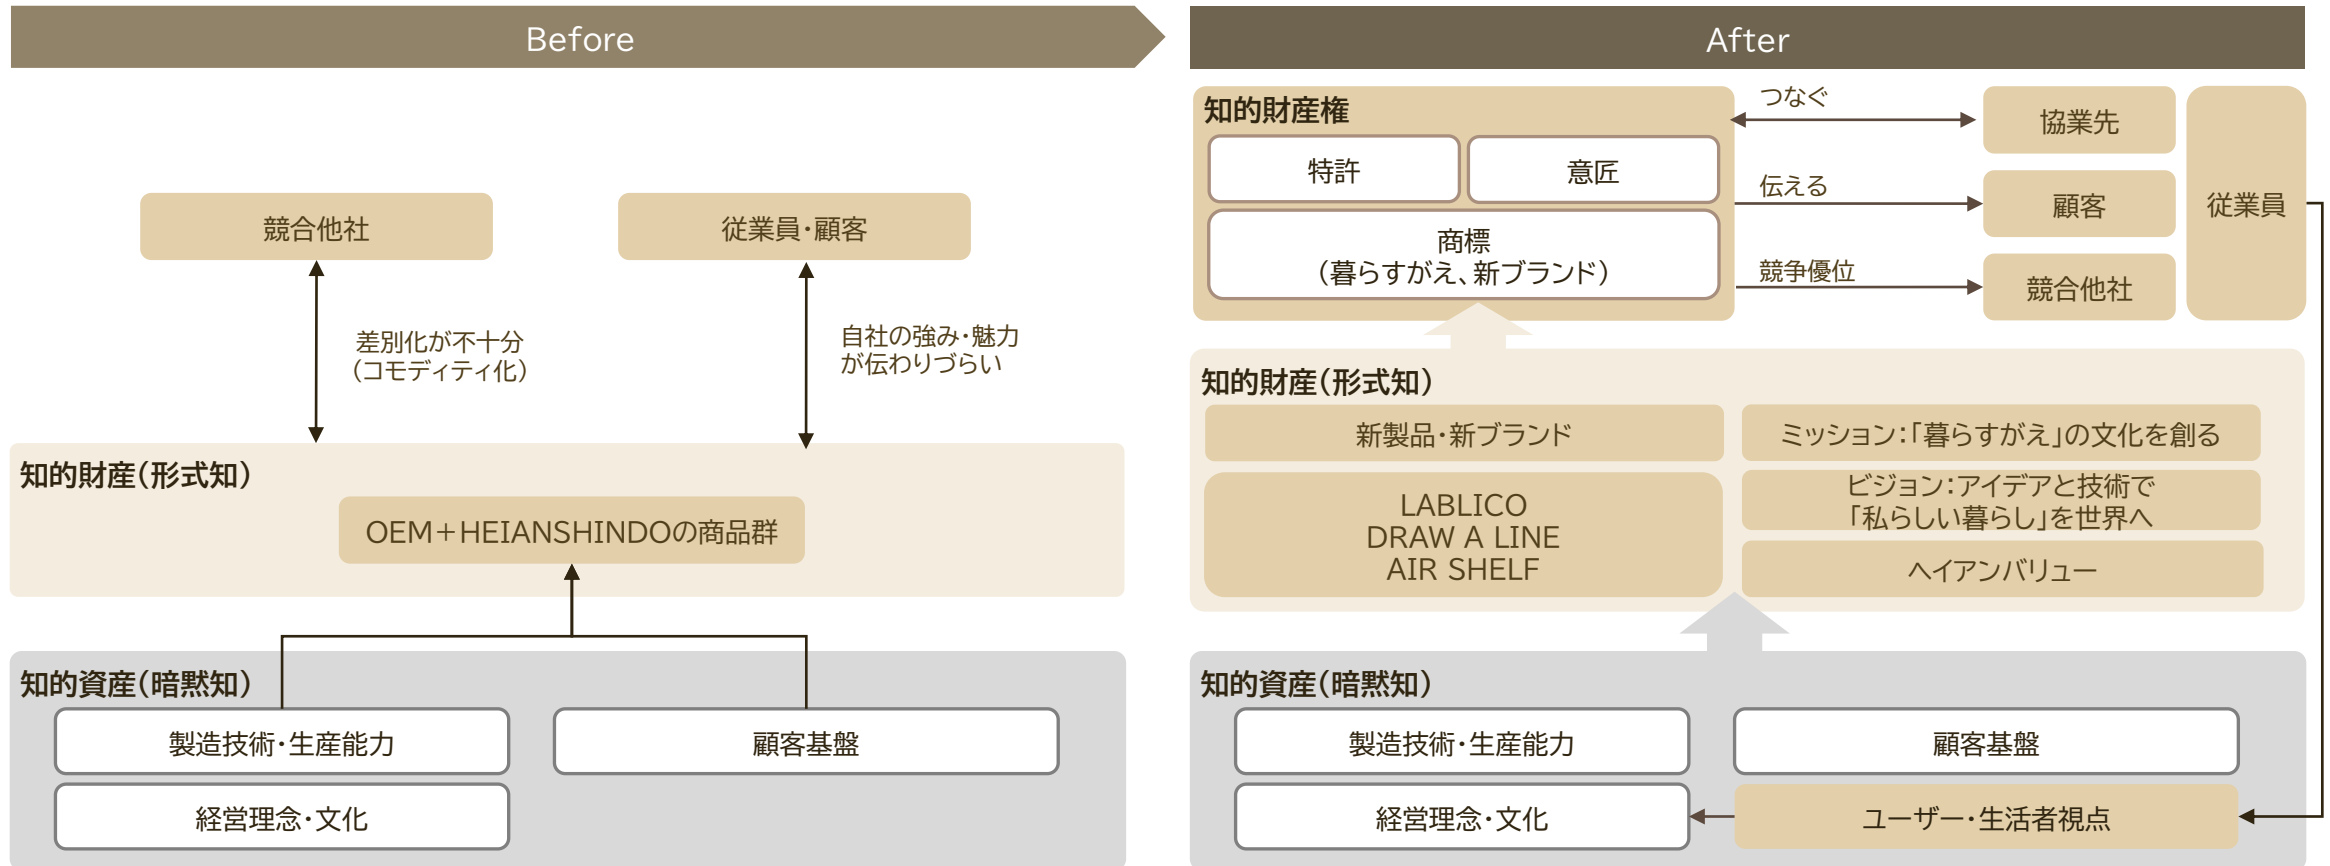 Before
競合他社
従業員・顧客
差別化が不十分
（コモディティ化）
自社の強み・魅力
が伝わりづらい
知的財産（形式知）
OEM＋HEIANSHINDOの商品群
知的資産（暗黙知）
製造技術・生産能力
顧客基盤
経営理念・文化
After
知的財産権
特許
意匠
商標
（暮らすがえ、新ブランド）
つなぐ
協業先
伝える
顧客
競争優位
競合他社
従業員
知的財産（形式知）
新製品・新ブランド
LABLICO
DRAW A LINE
AIR SHELF
ミッション：「暮らすがえ」の文化を創る
ビジョン：アイデアと技術で
「私らしい暮らし」を世界へ
ヘイアンバリュー
知的資産（暗黙知）
製造技術・生産能力
顧客基盤
経営理念・文化
ユーザー・生活者視点